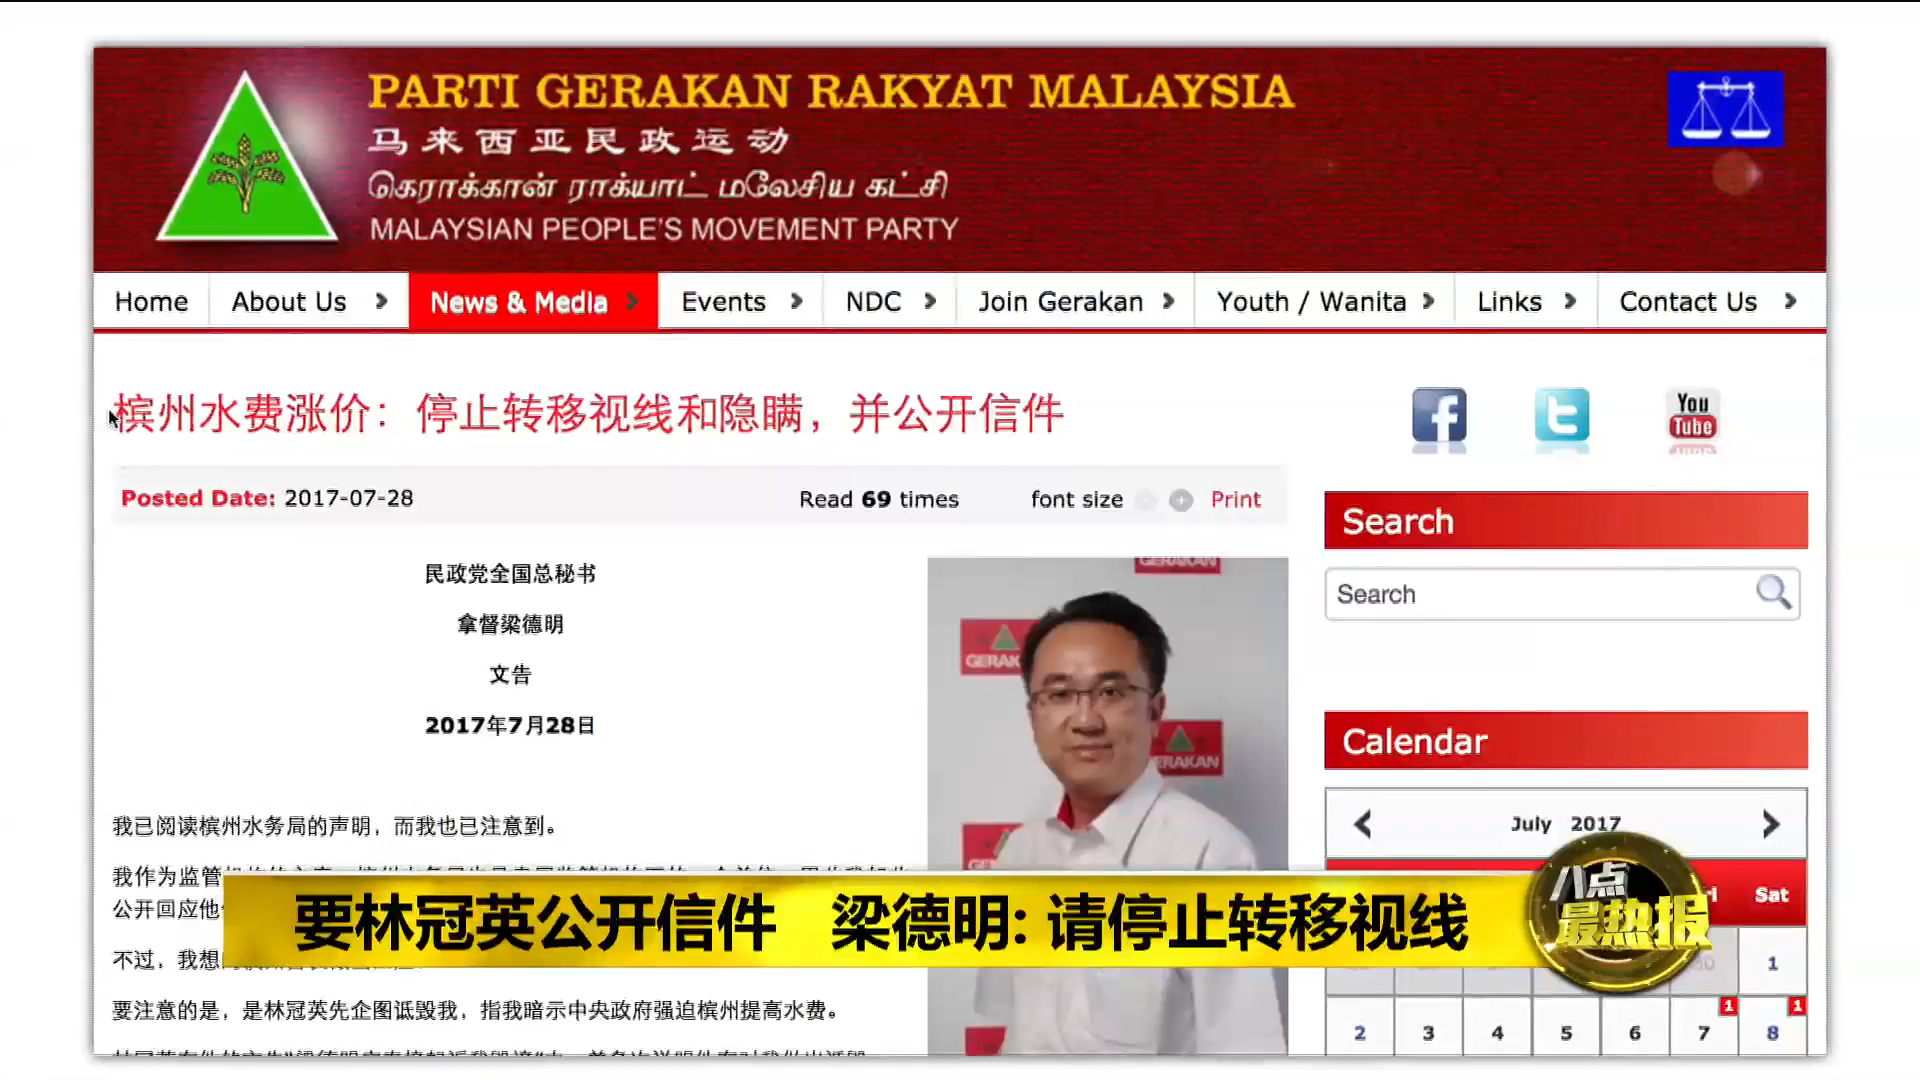 PARTI GERAKAN RAKYAT MALAYSIA
马来西亚民政运动
கெராக்கான் ராக்யாட் மலேசிய கட்சி
MALAYSIAN PEOPLE'S MOVEMENT PARTY
Home About Us News & Media Events NDC Join Gerakan Youth / Wanita Links Contact Us
槟州水费涨价：停止转移视线和隐瞒，并公开信件
You
Tube
Posted Date: 2017-07-28 Read 69 times font size Print
Search
民政党全国总秘书
GERAKAN
Search
拿督梁德明
GERAK
文告
2017年7月28日
Calendar
ERAKAN
我已阅读槟州水务局的声明，而我也已注意到。
July 2017
我作为监管
Sat
公开回应他
要林冠英公开信件 梁德明: 请停止转移视线
八点
最热报
不过，我想
30 1
要注意的是，是林冠英先企图诋毁我，指我暗示中央政府强迫槟州提高水费。
1 1
2 3 4 5 6 7 8